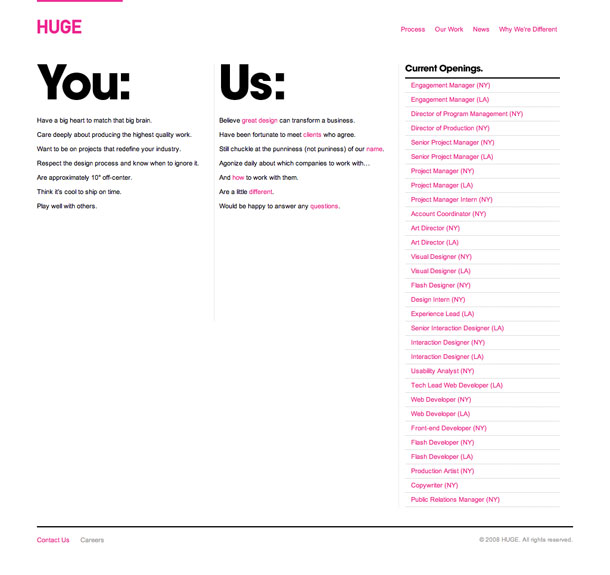 HUGE
Process Our Work News Why We're Different
You:
Have a big heart to match that big brain.
Care deeply about producing the highest quality work.
Want to be on projects that redefine your industry.
Respect the design process and know when to ignore it.
Are approximately 10° off-center.
Think it's cool to ship on time.
Play well with others.
Us:
Believe great design can transform a business.
Have been fortunate to meet clients who agree.
Still chuckle at the punniness (not puniness) of our name.
Agonize daily about which companies to work with...
And how to work with them.
Are a little different.
Would be happy to answer any questions.
Current Openings.
Engagement Manager (NY)
Engagement Manager (LA)
Director of Program Management (NY)
Director of Production (NY)
Senior Project Manager (NY)
Senior Project Manager (LA)
Project Manager (NY)
Project Manager (LA)
Project Manager Intern (NY)
Account Coordinator (NY)
Art Director (NY)
Art Director (LA)
Visual Designer (NY)
Visual Designer (LA)
Flash Designer (NY)
Design Intern (NY)
Experience Lead (LA)
Senior Interaction Designer (LA)
Interaction Designer (NY)
Interaction Designer (LA)
Usability Analyst (NY)
Tech Lead Web Developer (LA)
Web Developer (NY)
Web Developer (LA)
Front-end Developer (NY)
Flash Developer (NY)
Flash Developer (LA)
Production Artist (NY)
Copywriter (NY)
Public Relations Manager (NY)
Contact Us Careers © 2008 HUGE. All rights reserved.